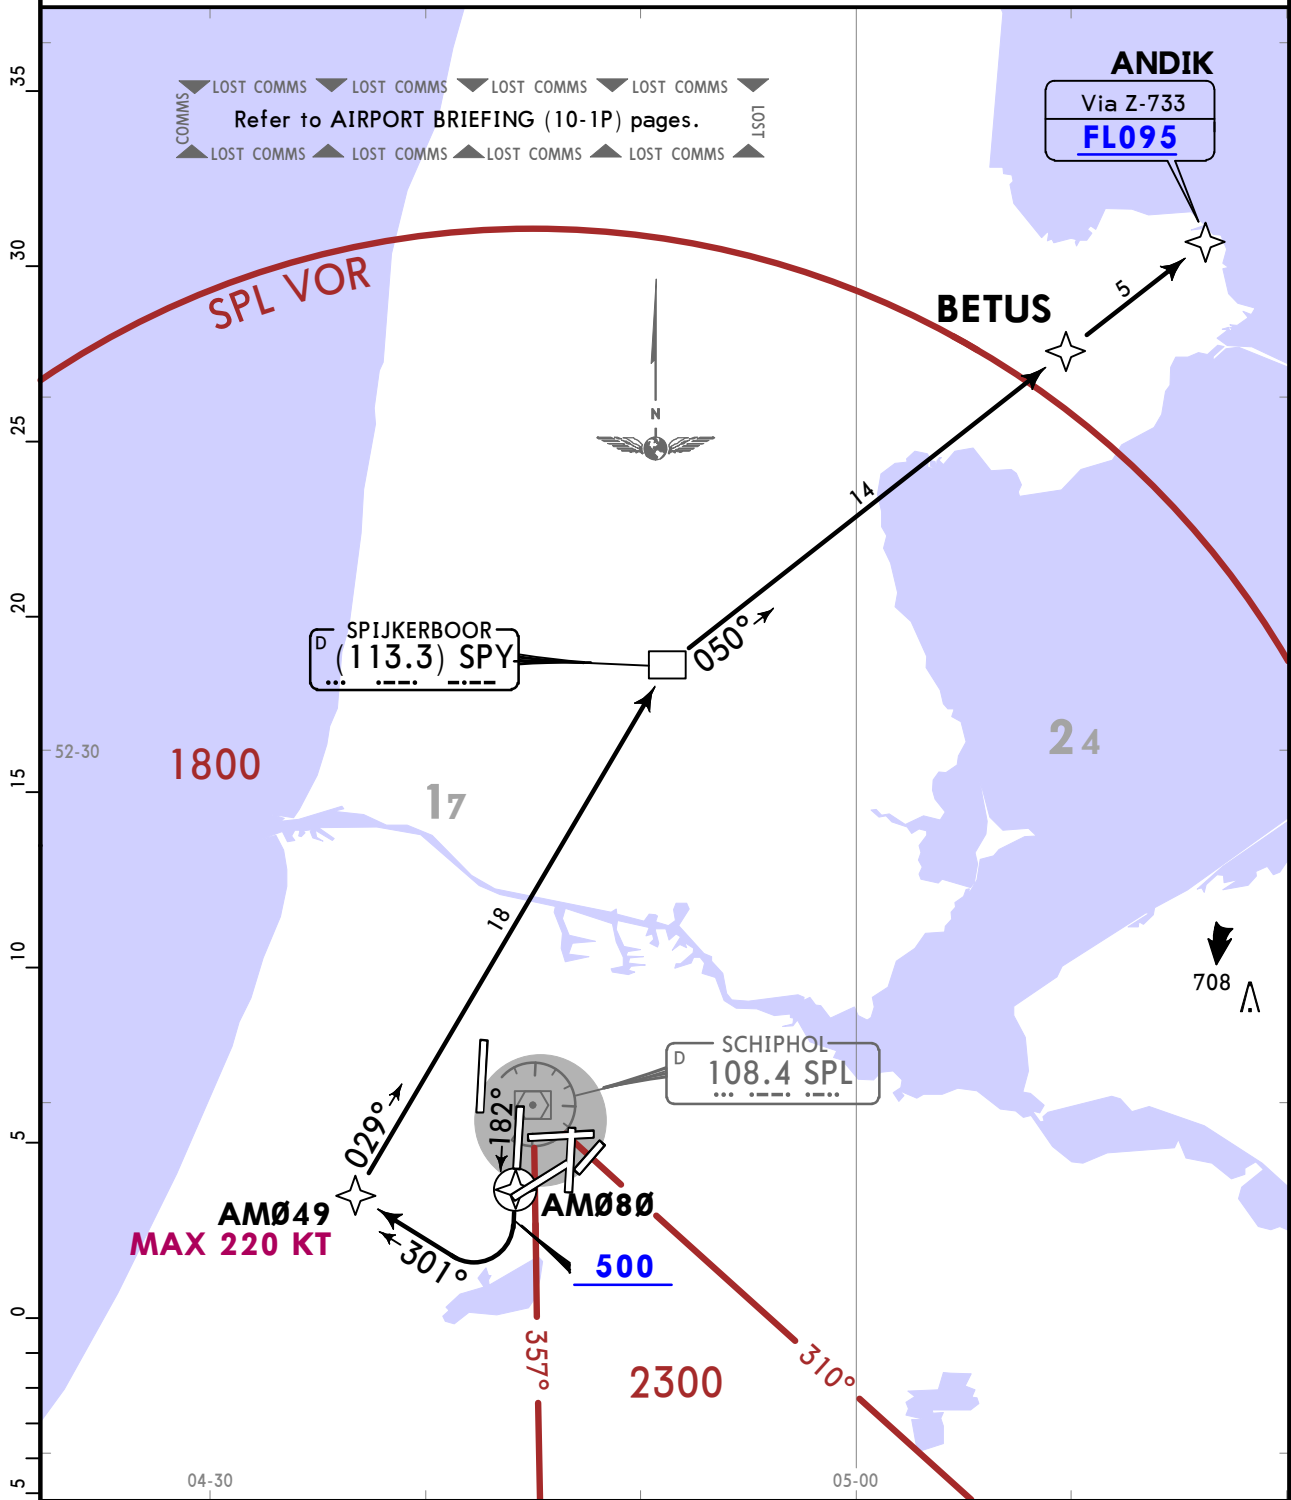 35
ANDIK
LOST COMMS LOST COMMS LOST COMMS LOST COMMS
COMMS
Refer to AIRPORT BRIEFING (10-1P) pages.
LOST
LOST COMMS LOST COMMS LOST COMMS LOST COMMS
Via Z-733
FL095
30
SPL VOR
5
BETUS
N
25
14
20
SPIJKERBOOR
D (113.3) SPY
050°
52-30
1800
24
15
17
18
10
708
SCHIPHOL
D 108.4 SPL
182°
029°
5
AMØ49
MAX 220 KT
AMØ80
301°
500
0
357°
2300
310°
5
04-30
05-00